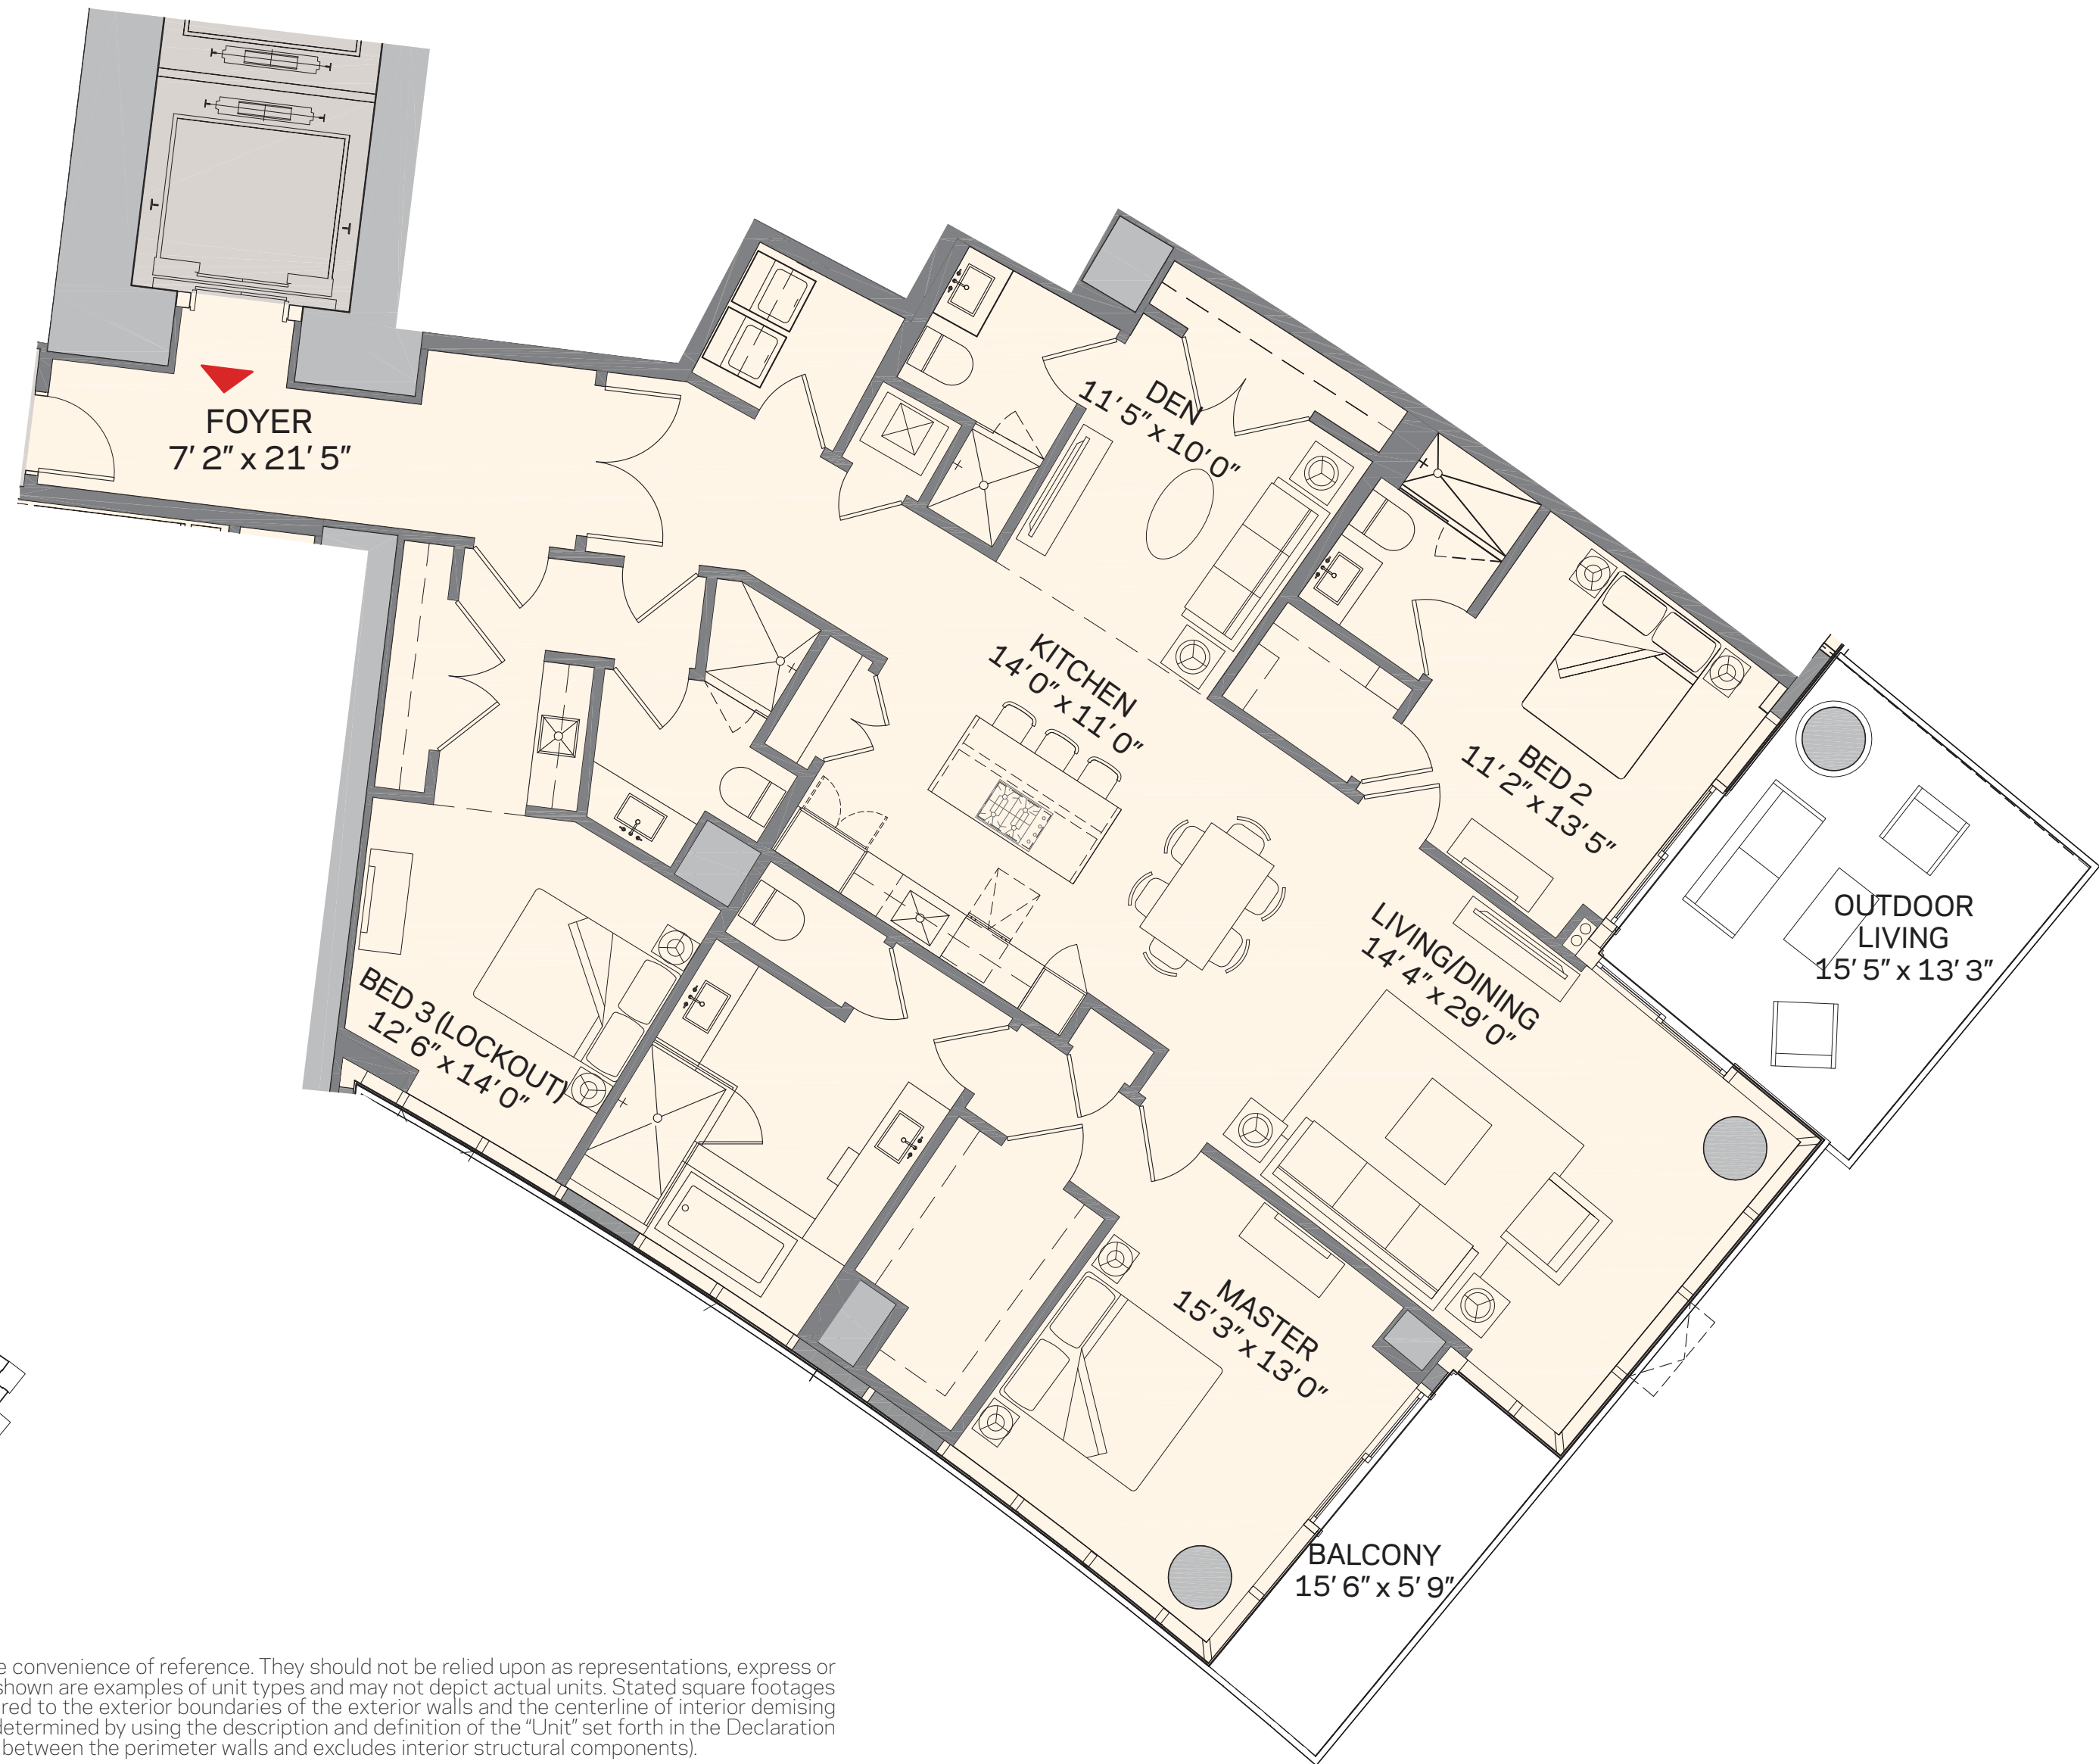 FOYER
7' 2" x 21' 5"
DEN
11' 5" x 10' 0"
KITCHEN
14' 0" x 11' 0"
BED 2
11' 2" x 13' 5"
OUTDOOR
LIVING
15' 5" x 13' 3"
LIVING/DINING
14' 4" x 29' 0"
BED 3 (LOCKOUT)
12' 6" x 14' 0"
MASTER
15' 3" x 13' 0"
BALCONY
15' 6" x 5' 9"
convenience of reference. They should not be relied upon as representations, express or
shown are examples of unit types and may not depict actual units. Stated square footages
red to the exterior boundaries of the exterior walls and the centerline of interior demising
determined by using the description and definition of the “Unit” set forth in the Declaration
between the perimeter walls and excludes interior structural components).